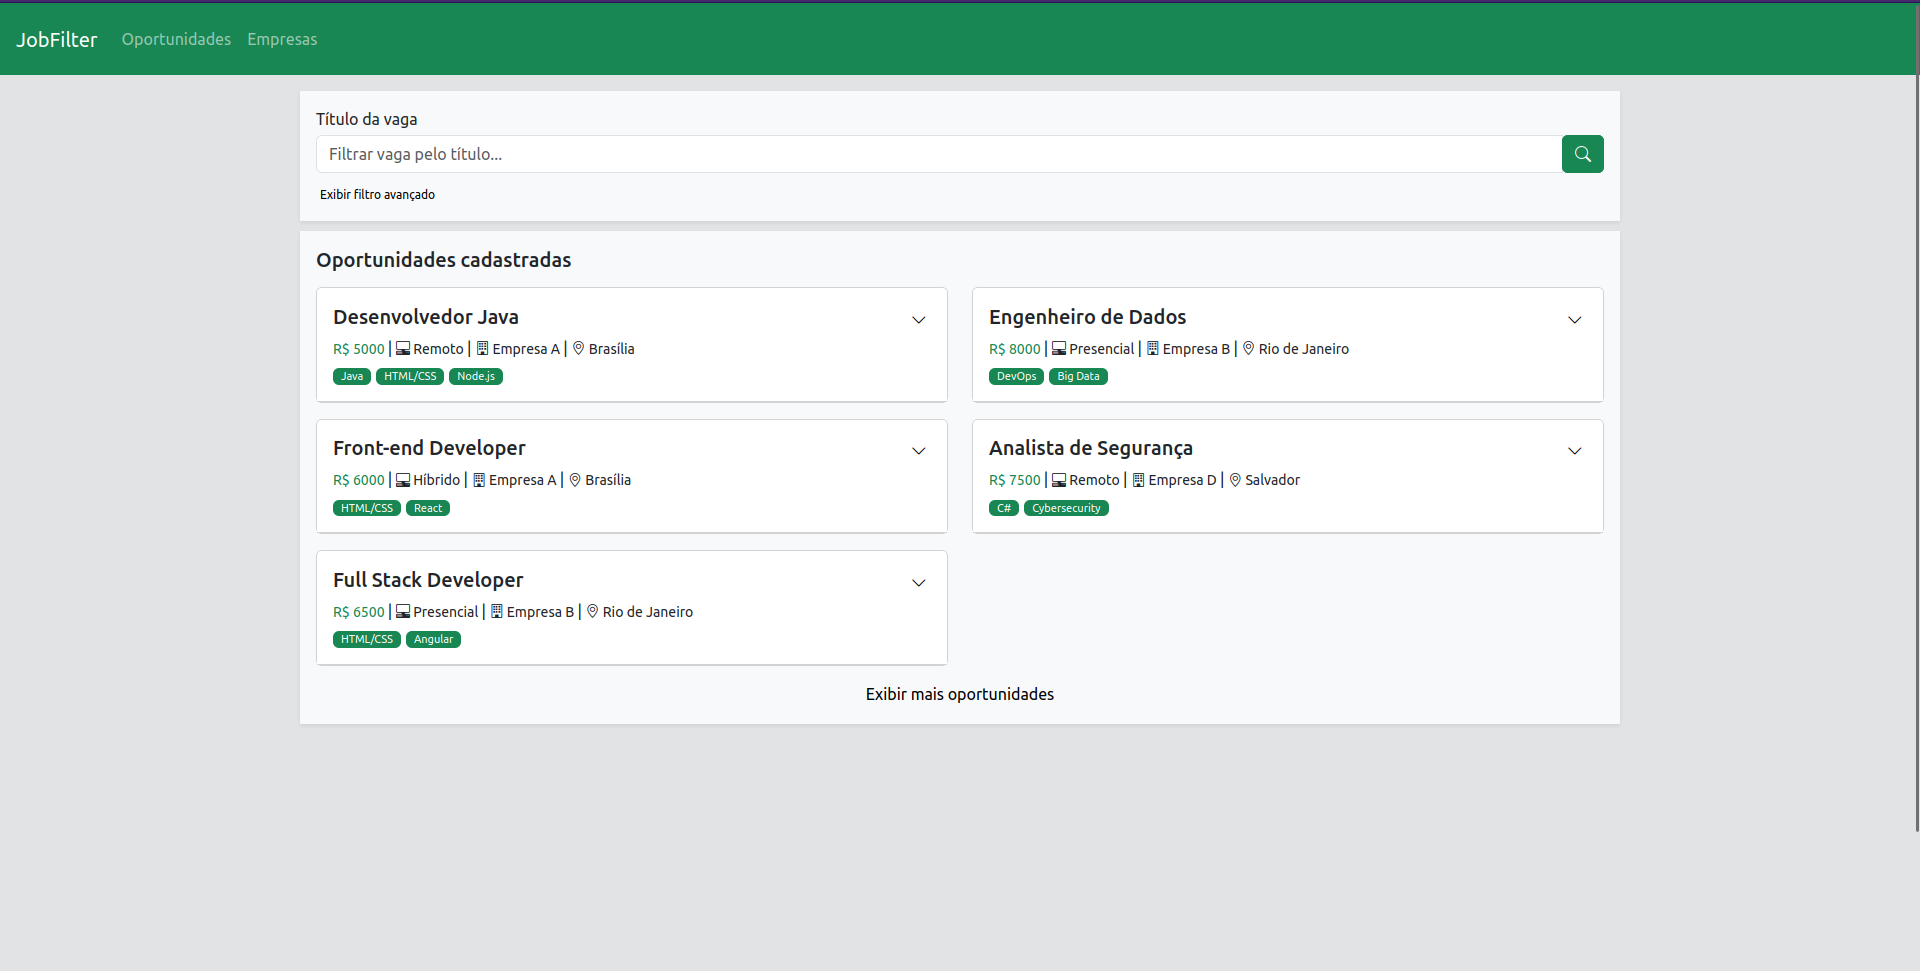 JobFilter Oportunidades Empresas
Título da vaga
Filtrar vaga pelo título...
Exibir filtro avançado
Oportunidades cadastradas
Desenvolvedor Java
R$ 5000 | Remoto | Empresa A | Brasília
Java HTML/CSS Node.js
Engenheiro de Dados
R$ 8000 | Presencial | Empresa B | Rio de Janeiro
DevOps Big Data
Front-end Developer
R$ 6000 | Híbrido | Empresa A | Brasília
HTML/CSS React
Analista de Segurança
R$ 7500 | Remoto | Empresa D | Salvador
C# Cybersecurity
Full Stack Developer
R$ 6500 | Presencial | Empresa B | Rio de Janeiro
HTML/CSS Angular
Exibir mais oportunidades